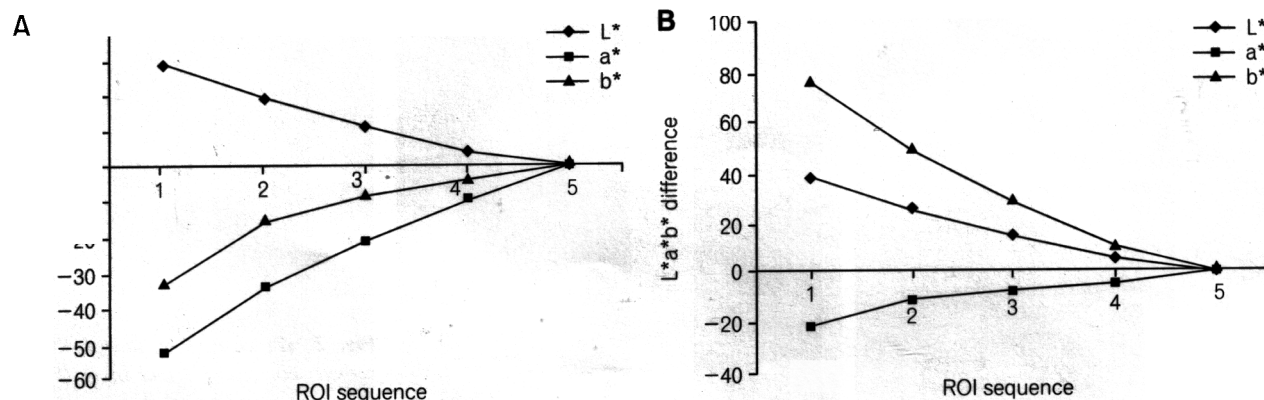 A
L*
a*
b*
1 2 3 4 5
−30
−40
−50
−60
ROI sequence
B
100
80
60
40
20
0
−20
−40
L*a*b* difference
L*
a*
b*
1 2 3 4 5
ROI sequence